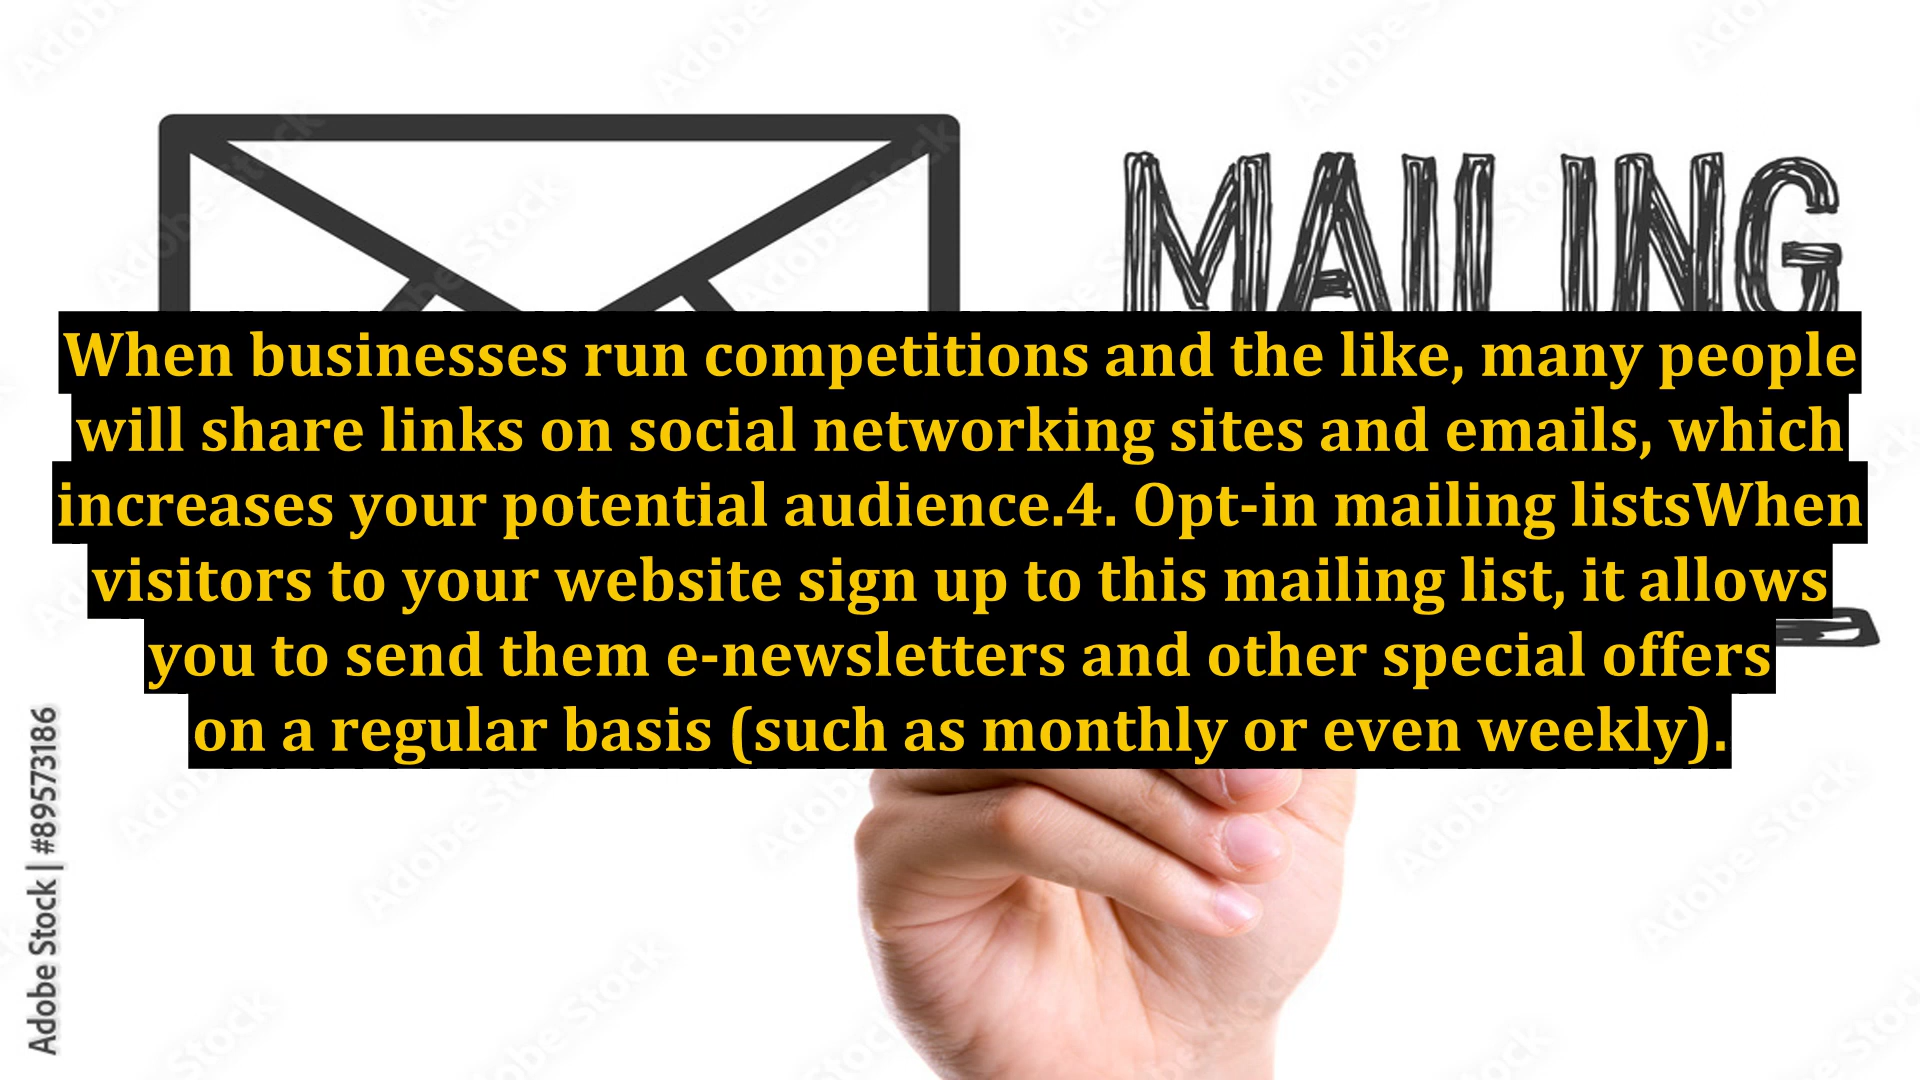 MAILING
When businesses run competitions and the like, many people
will share links on social networking sites and emails, which
increases your potential audience.4. Opt-in mailing listsWhen
visitors to your website sign up to this mailing list, it allows
you to send them e-newsletters and other special offers
on a regular basis (such as monthly or even weekly).
Adobe Stock | #89573186
Adobe Stock